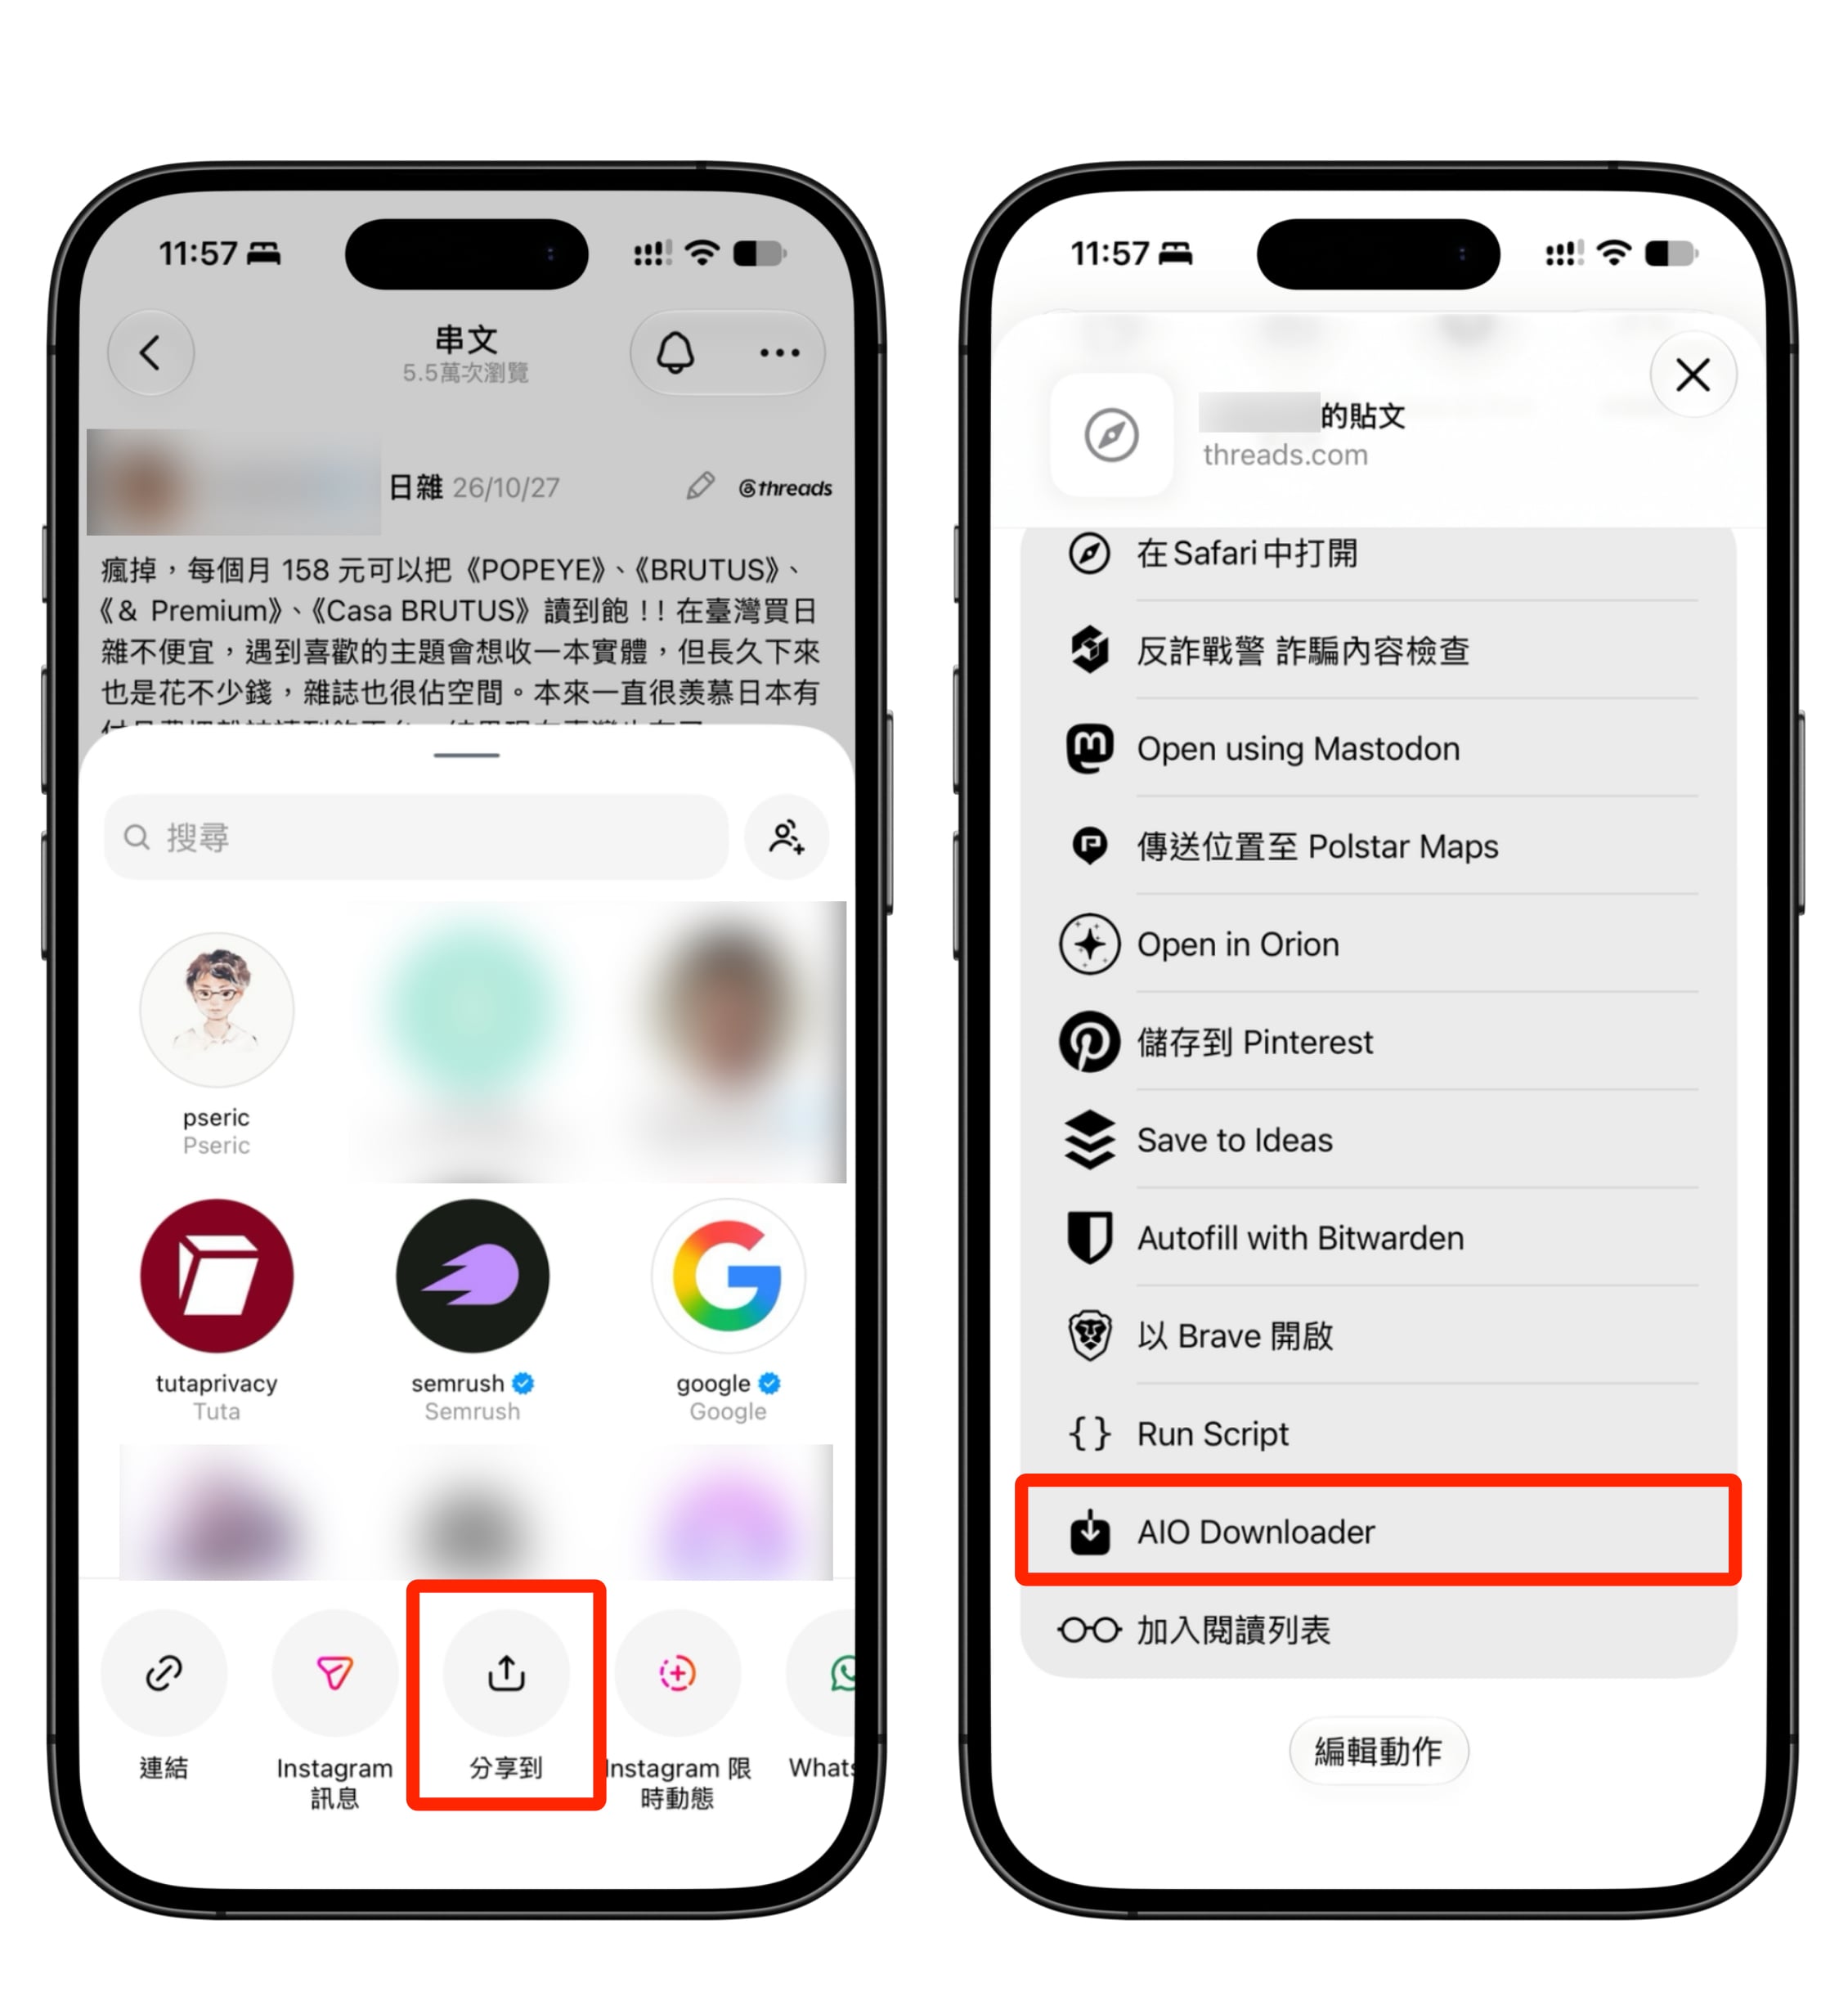 11:57
串文
5.5萬次瀏覽
日雜 26/10/27
threads
瘋掉，每個月 158 元可以把《POPEYE》、《BRUTUS》、
《& Premium》、《Casa BRUTUS》讀到飽！！在臺灣買日
雜不便宜，遇到喜歡的主題會想收一本實體，但長久下來
也是花不少錢，雜誌也很佔空間。本來一直很羨慕日本有
搜尋
pseric
Pseric
tutaprivacy
Tuta
semrush
Semrush
google
Google
連結
Instagram
訊息
分享到
Instagram 限
時動態
Whats
11:57
的貼文
threads.com
在 Safari 中打開
反詐戰警 詐騙內容檢查
Open using Mastodon
傳送位置至 Polstar Maps
Open in Orion
儲存到 Pinterest
Save to Ideas
Autofill with Bitwarden
以 Brave 開啟
{} Run Script
AIO Downloader
加入閱讀列表
編輯動作